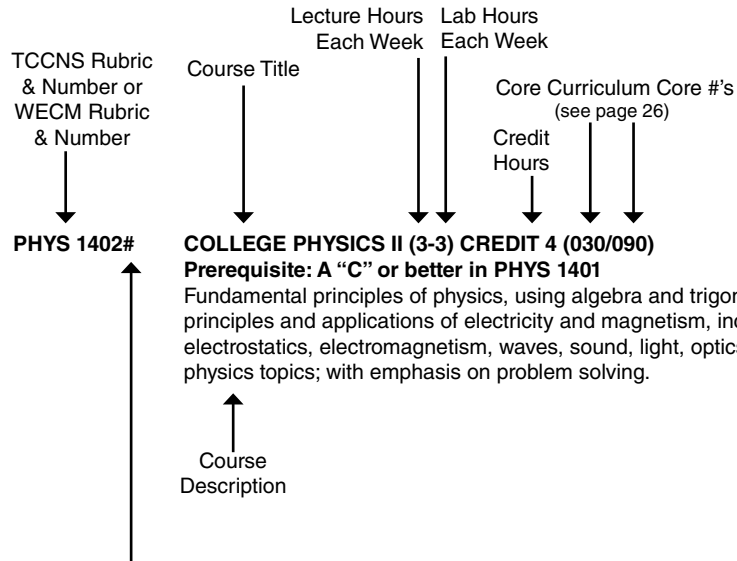 Lecture Hours Each Week
Lab Hours Each Week
TCCNS Rubric
& Number or
WECM Rubric
& Number
Course Title
Core Curriculum Core #'s
(see page 26)
Credit
Hours
PHYS 1402# COLLEGE PHYSICS II (3-3) CREDIT 4 (030/090)
Prerequisite: A “C” or better in PHYS 1401
Fundamental principles of physics, using algebra and
principles and applications of electricity and magnetism,
electrostatics, electromagnetism, waves, sound, light,
physics topics; with emphasis on problem solving.
Course
Description